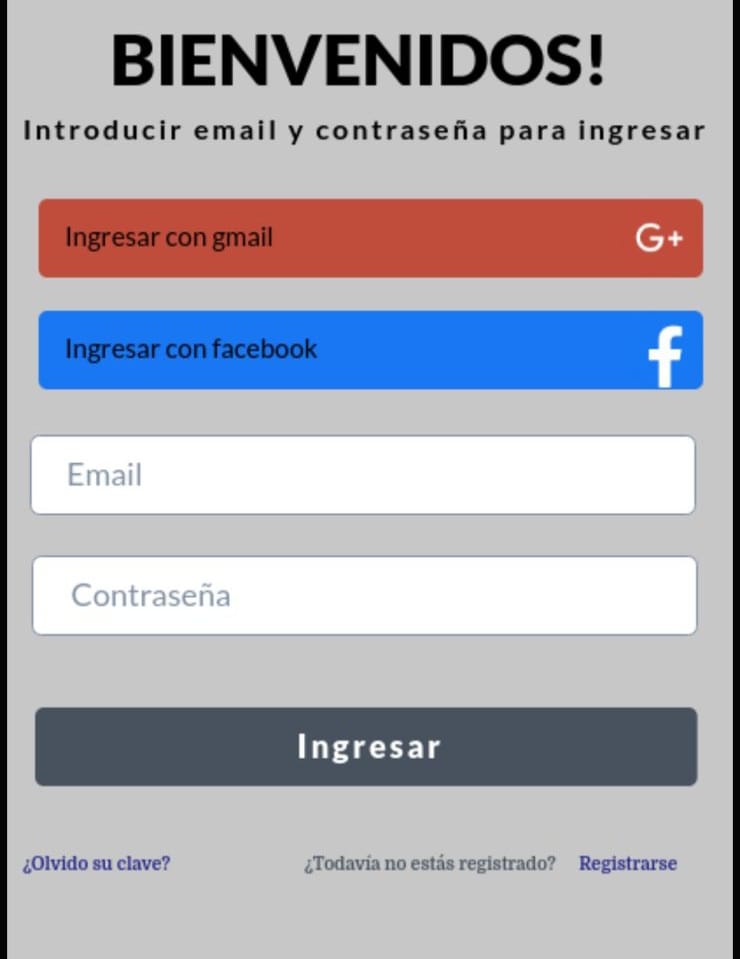 BIENVENIDOS!
Introducir email y contraseña para ingresar
Ingresar con gmail G+
Ingresar con facebook f
Email
Contraseña
Ingresar
¿Olvido su clave? ¿Todavía no estás registrado? Registrarse